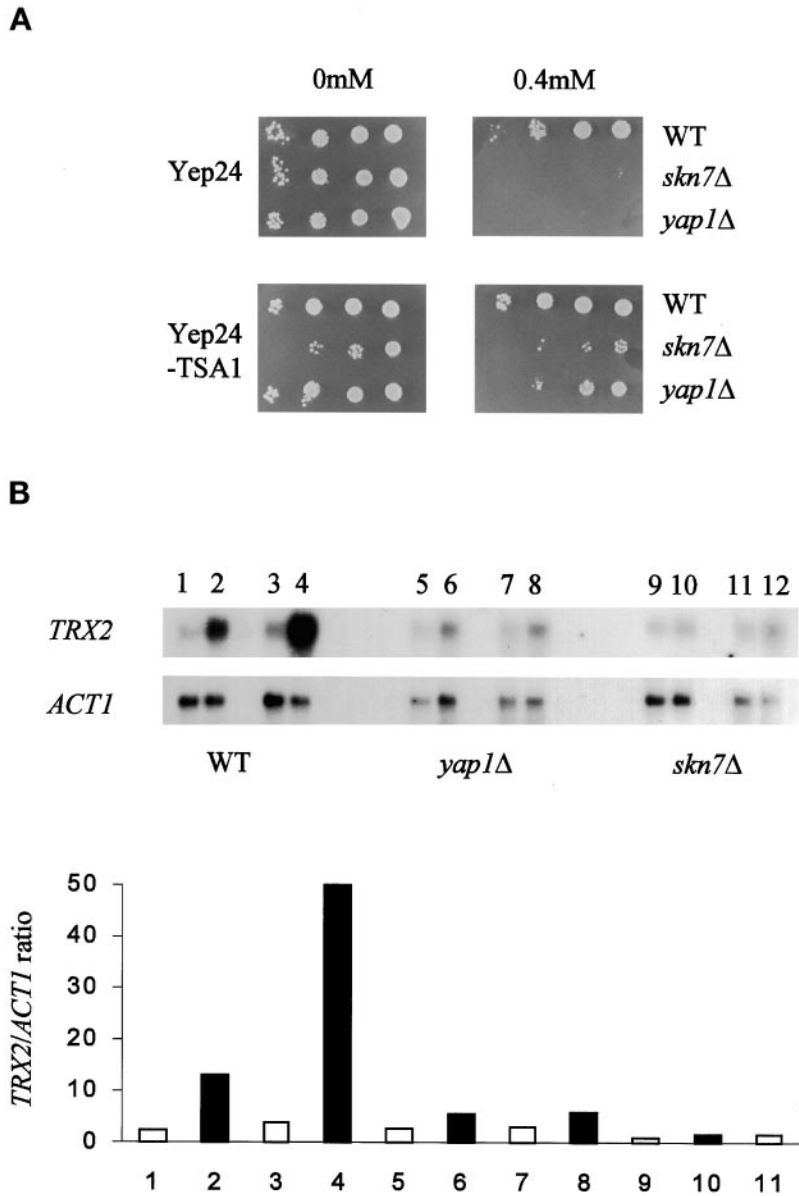 A
0mM 0.4mM
Yep24
WT
skn7Δ
yap1Δ
Yep24
-TSA1
WT
skn7Δ
yap1Δ
B
1 2 3 4 5 6 7 8 9 10 11 12
TRX2
ACT1
WT yap1Δ skn7Δ
TRX2/ACT1 ratio
50
40
30
20
10
0
1 2 3 4 5 6 7 8 9 10 11